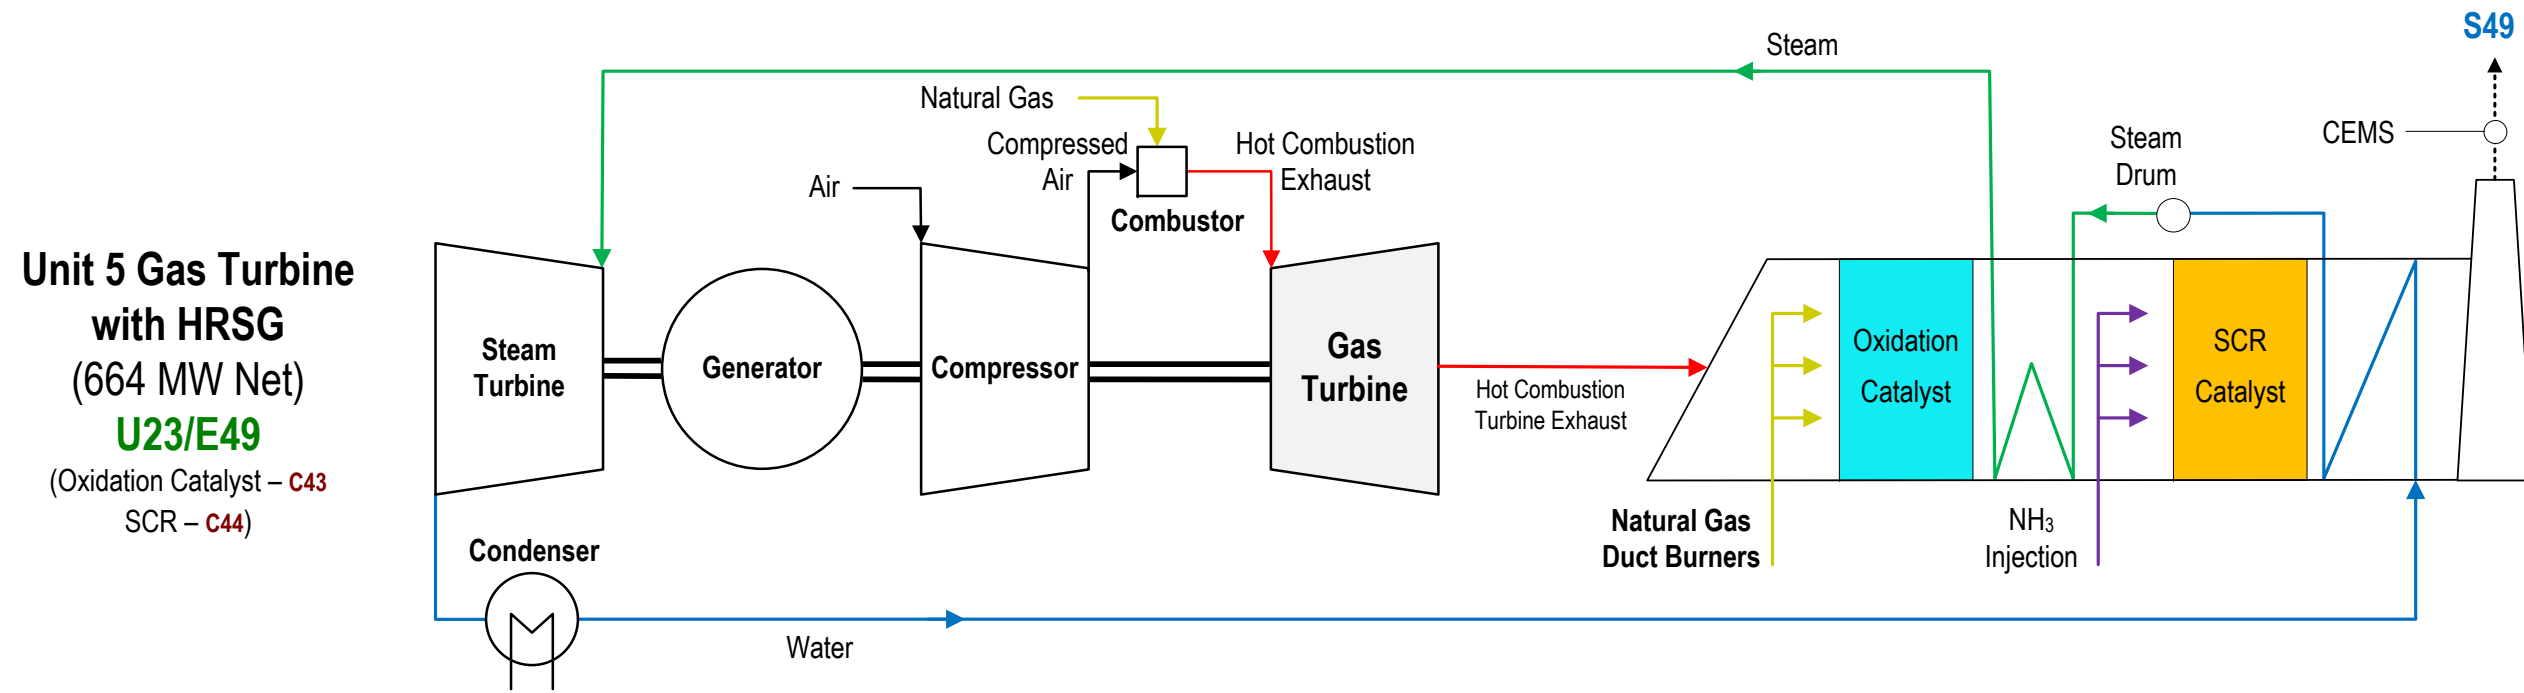 S49
Steam
Natural Gas
Compressed
Air
Hot Combustion
Exhaust
Steam
Drum
CEMS
Air
Combustor
Unit 5 Gas Turbine
with HRSG
(664 MW Net)
U23/E49
(Oxidation Catalyst – C43
SCR – C44)
Steam
Turbine
Generator
Compressor
Gas
Turbine
Hot Combustion
Turbine Exhaust
Oxidation
Catalyst
SCR
Catalyst
Natural Gas
Duct Burners
NH₃
Injection
Condenser
Water